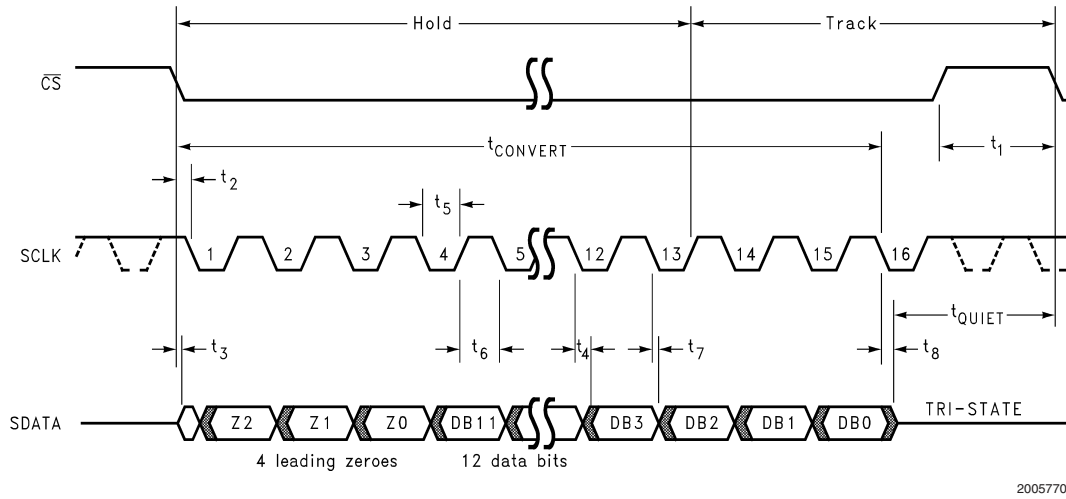 Hold
Track
CS
tCONVERT
t1
t2
t5
SCLK
1
2
3
4
5
12
13
14
15
16
tQUIET
t3
t6
t4
t7
t8
SDATA
Z2
Z1
Z0
DB11
DB3
DB2
DB1
DB0
TRI-STATE
4 leading zeroes
12 data bits
2005770